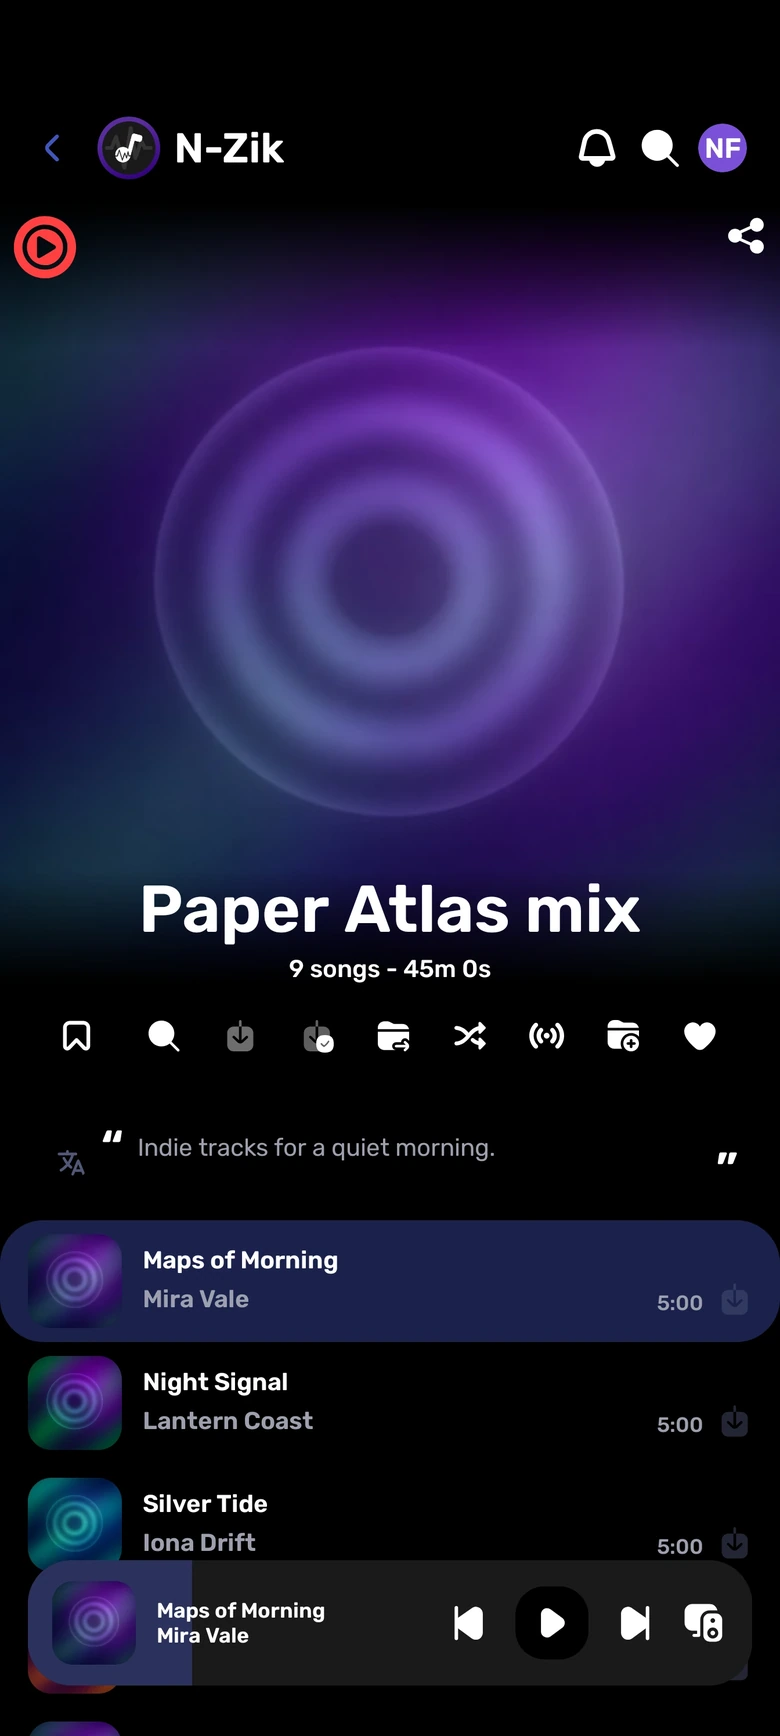 N-Zik
NF
Paper Atlas mix
9 songs - 45m 0s
“ Indie tracks for a quiet morning. ”
Maps of Morning
Mira Vale
5:00
Night Signal
Lantern Coast
5:00
Silver Tide
Iona Drift
5:00
Maps of Morning
Mira Vale